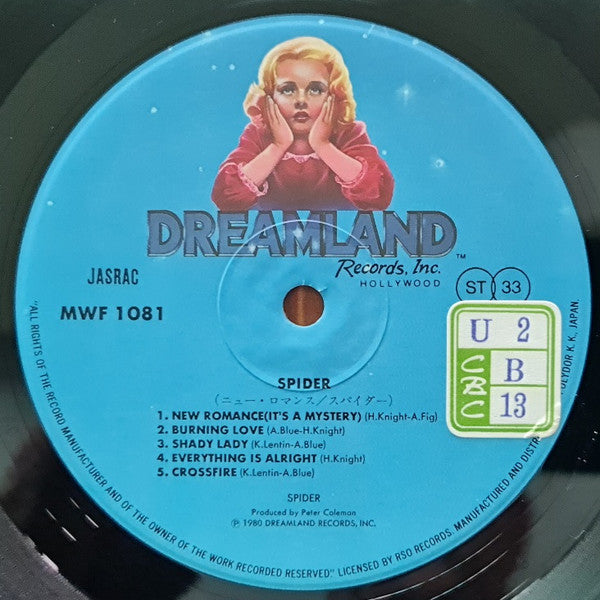 DREAMLAND™
Records, Inc.
HOLLYWOOD
JASRAC
ST 33
MWF 1081
U 2
CBC
B
13
SPIDER
(ニュー・ロマンス/スパイダー)
1. NEW ROMANCE(IT'S A MYSTERY) (H.Knight-A.Fig)
2. BURNING LOVE (A.Blue-H.Knight)
3. SHADY LADY (K.Lentin-A.Blue)
4. EVERYTHING IS ALRIGHT (H.Knight)
5. CROSSFIRE (K.Lentin-A.Blue)
SPIDER
Produced by Peter Coleman
℗ 1980 DREAMLAND RECORDS, INC.
"ALL RIGHTS OF THE RECORD MANUFACTURER AND OF THE OWNER OF THE WORK RECORDED RESERVED" LICENSED BY RSO RECORDS. MANUFACTURED AND DISTR POLYDOR K.K. JAPAN.